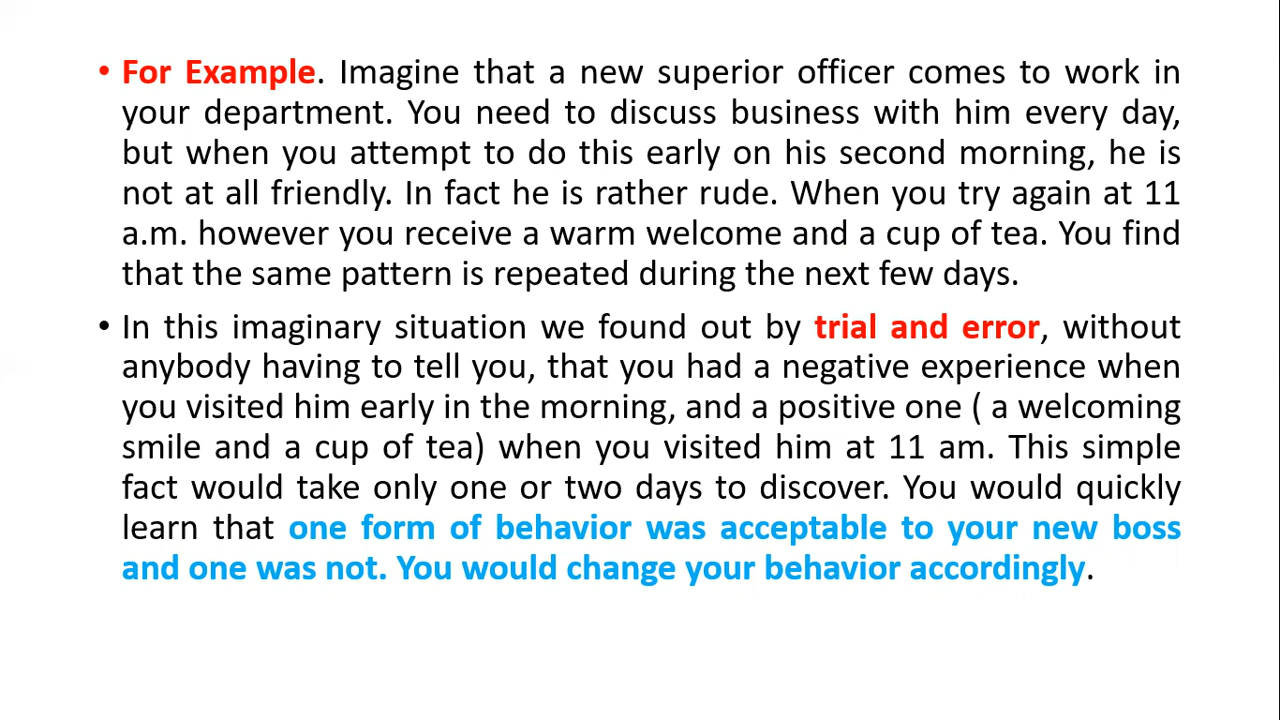 • For Example. Imagine that a new superior officer comes to work in
your department. You need to discuss business with him every day,
but when you attempt to do this early on his second morning, he is
not at all friendly. In fact he is rather rude. When you try again at 11
a.m. however you receive a warm welcome and a cup of tea. You find
that the same pattern is repeated during the next few days.
• In this imaginary situation we found out by trial and error, without
anybody having to tell you, that you had a negative experience when
you visited him early in the morning, and a positive one ( a welcoming
smile and a cup of tea) when you visited him at 11 am. This simple
fact would take only one or two days to discover. You would quickly
learn that one form of behavior was acceptable to your new boss
and one was not. You would change your behavior accordingly.